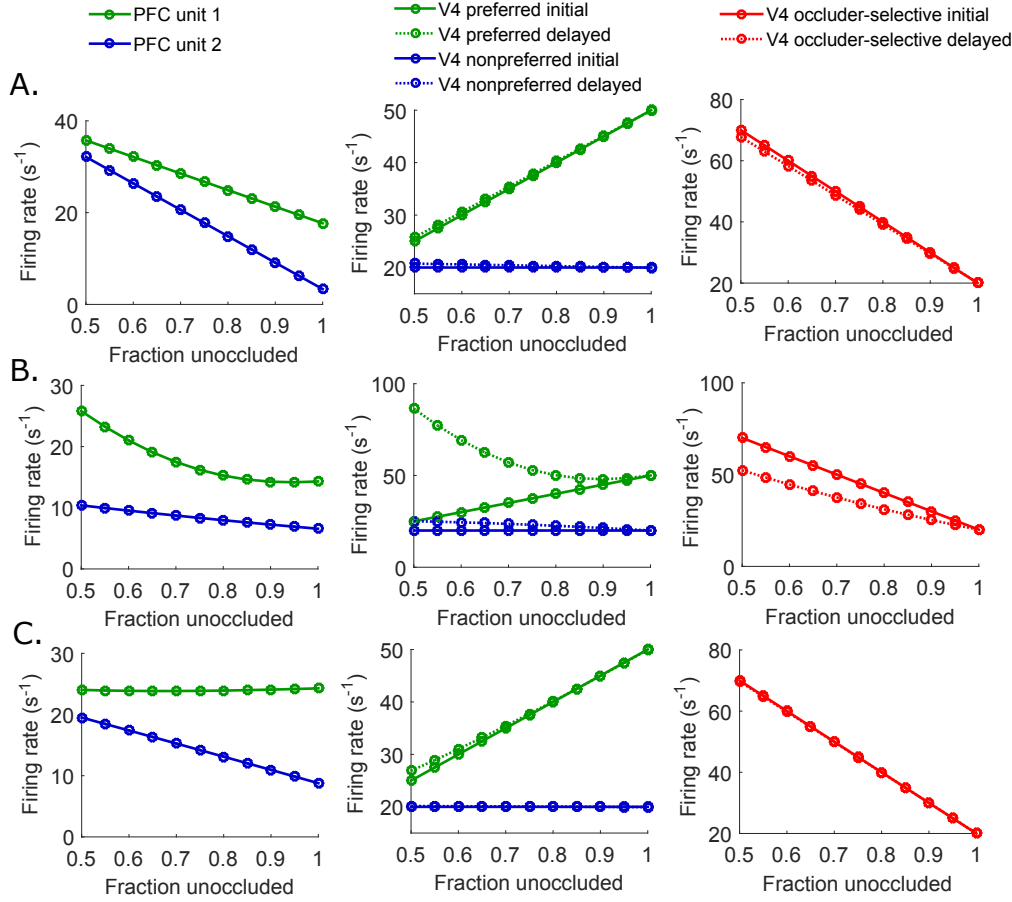 PFC unit 1
PFC unit 2
V4 preferred initial
V4 preferred delayed
V4 nonpreferred initial
V4 nonpreferred delayed
V4 occluder-selective initial
V4 occluder-selective delayed
A.
Firing rate (s⁻¹)
40
20
0
0.5 0.6 0.7 0.8 0.9 1
Fraction unoccluded
Firing rate (s⁻¹)
50
40
30
20
0.5 0.6 0.7 0.8 0.9 1
Fraction unoccluded
Firing rate (s⁻¹)
80
60
40
20
0.5 0.6 0.7 0.8 0.9 1
Fraction unoccluded
B.
Firing rate (s⁻¹)
30
20
10
0
0.5 0.6 0.7 0.8 0.9 1
Fraction unoccluded
Firing rate (s⁻¹)
100
50
0
0.5 0.6 0.7 0.8 0.9 1
Fraction unoccluded
Firing rate (s⁻¹)
100
50
0
0.5 0.6 0.7 0.8 0.9 1
Fraction unoccluded
C.
Firing rate (s⁻¹)
30
20
10
0
0.5 0.6 0.7 0.8 0.9 1
Fraction unoccluded
Firing rate (s⁻¹)
50
40
30
20
0.5 0.6 0.7 0.8 0.9 1
Fraction unoccluded
Firing rate (s⁻¹)
80
60
40
20
0.5 0.6 0.7 0.8 0.9 1
Fraction unoccluded